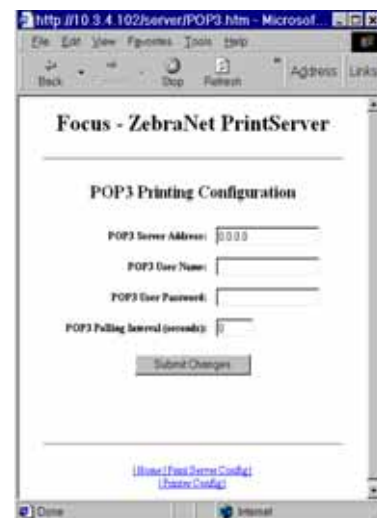 http://10.3.4.102/server/POP3.htm - Microsof...
File Edit View Favorites Tools Help
Back Stop Refresh Address Links
Focus - ZebraNet PrintServer
POP3 Printing Configuration
POP3 Server Address: 0.0.0.0
POP3 User Name:
POP3 User Password:
POP3 Polling Interval (seconds): 0
Submit Changes
[Home | Print Server Config]
[Printer Config]
Done Internet